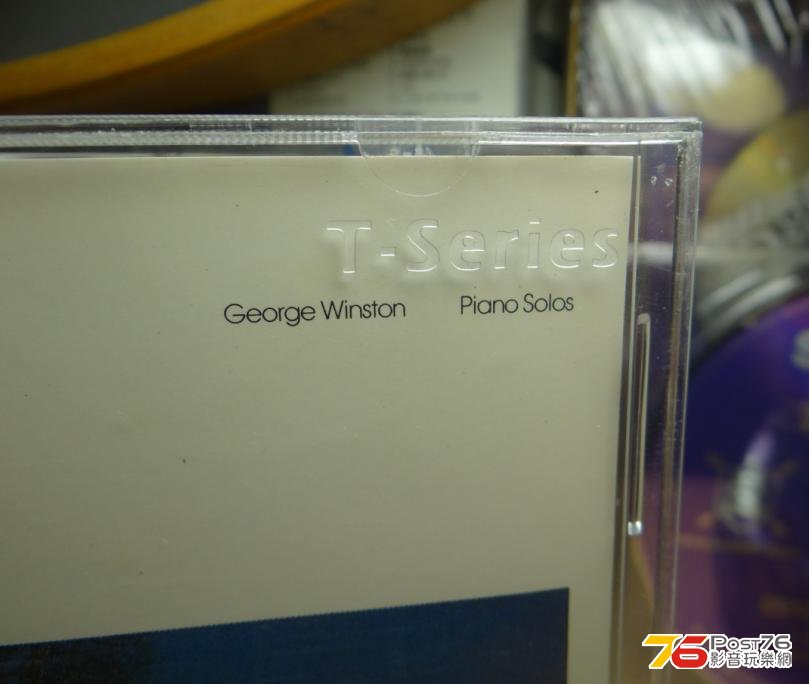 T-Series
George Winston Piano Solos
76 Post76
影音玩樂網